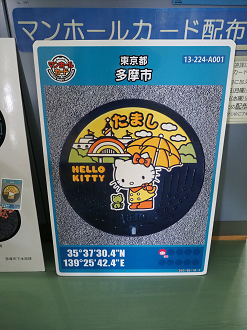 マンホールカード配布
東京都
多摩市
13-224-A001
たまし
HELLO
KITTY
35°37'30.4"N
139°25'42.4"E